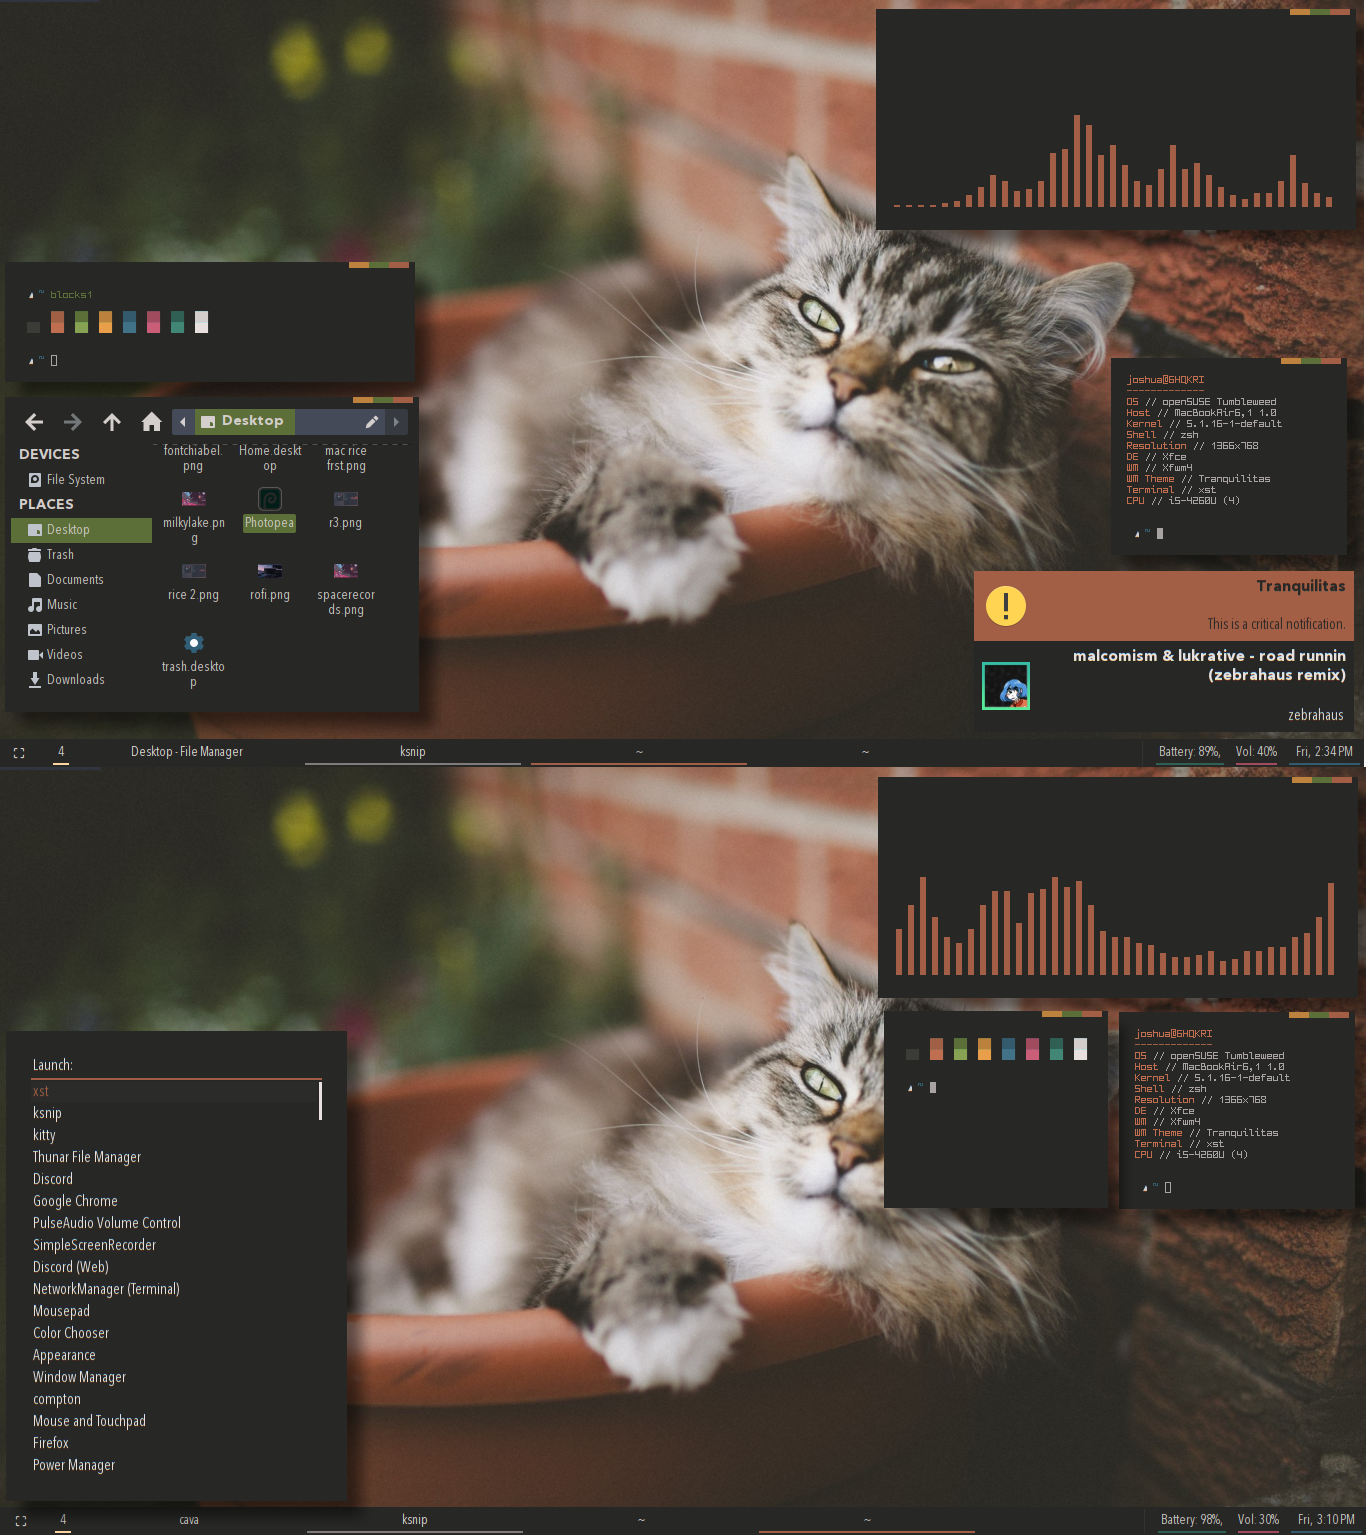 ~ blocks1
~
Desktop
DEVICES
File System
PLACES
Desktop
Trash
Documents
Music
Pictures
Videos
Downloads
fontchiabel.
png
Home deskt
op
mac rice
frst.png
milkylake.pn
g
Photopea
r3.png
rice 2.png
rofi.png
spacerecor
ds.png
trash.deskto
p
joshua@6HQKRI
-------------
OS // openSUSE Tumbleweed
Host // MacBookAir6,1 1.0
Kernel // 5.1.16-1-default
Shell // zsh
Resolution // 1366x768
DE // Xfce
WM // Xfwm4
WM Theme // Tranquilitas
Terminal // xst
CPU // i5-4260U (4)
~
Tranquilitas
This is a critical notification.
malcomism & lukrative - road runnin
(zebrahaus remix)
zebrahaus
4 Desktop - File Manager ksnip ~ ~ Battery: 89%, Vol: 40% Fri, 2:34 PM
Launch:
xst
ksnip
kitty
Thunar File Manager
Discord
Google Chrome
PulseAudio Volume Control
SimpleScreenRecorder
Discord (Web)
NetworkManager (Terminal)
Mousepad
Color Chooser
Appearance
Window Manager
compton
Mouse and Touchpad
Firefox
Power Manager
~
joshua@6HQKRI
-------------
OS // openSUSE Tumbleweed
Host // MacBookAir6,1 1.0
Kernel // 5.1.16-1-default
Shell // zsh
Resolution // 1366x768
DE // Xfce
WM // Xfwm4
WM Theme // Tranquilitas
Terminal // xst
CPU // i5-4260U (4)
~
4 cava ksnip ~ ~ Battery: 98%, Vol: 30% Fri, 3:10 PM